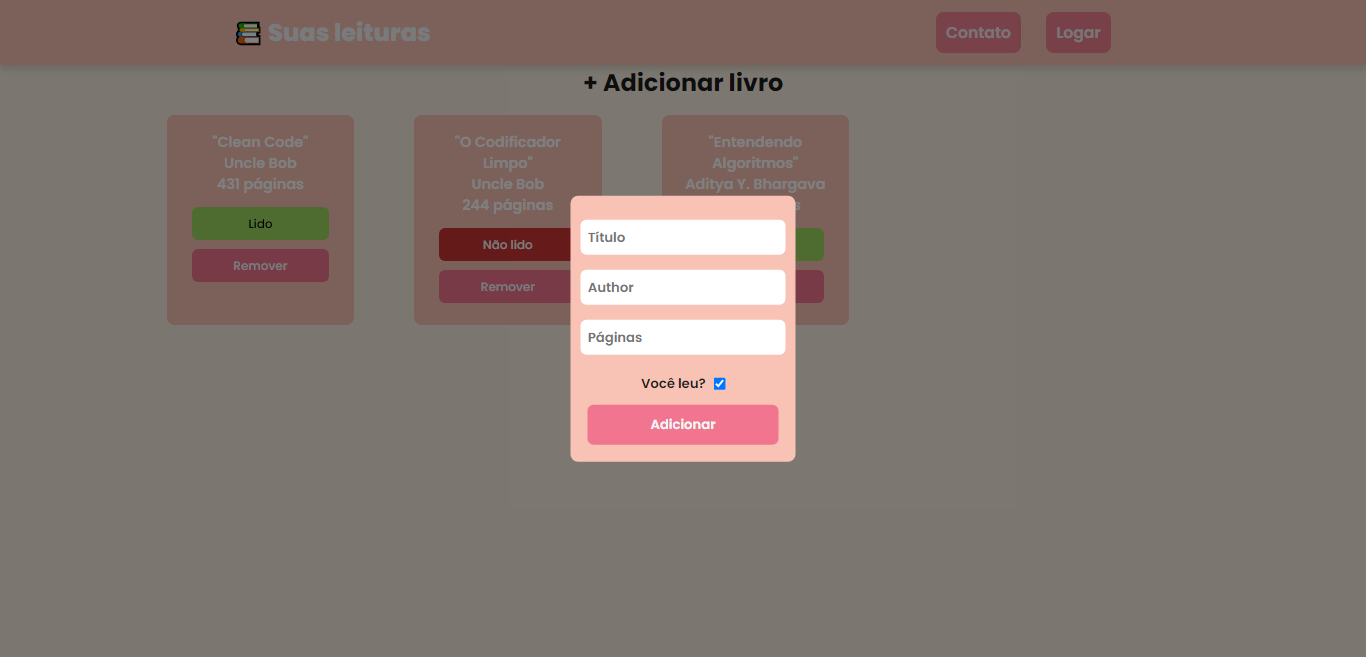 Suas leituras
Contato
Logar
+ Adicionar livro
"Clean Code"
Uncle Bob
431 páginas
Lido
Remover
"O Codificador
Limpo"
Uncle Bob
244 páginas
Não lido
Remover
"Entendendo
Algoritmos"
Aditya Y. Bhargava
Título
Author
Páginas
Você leu?
Adicionar